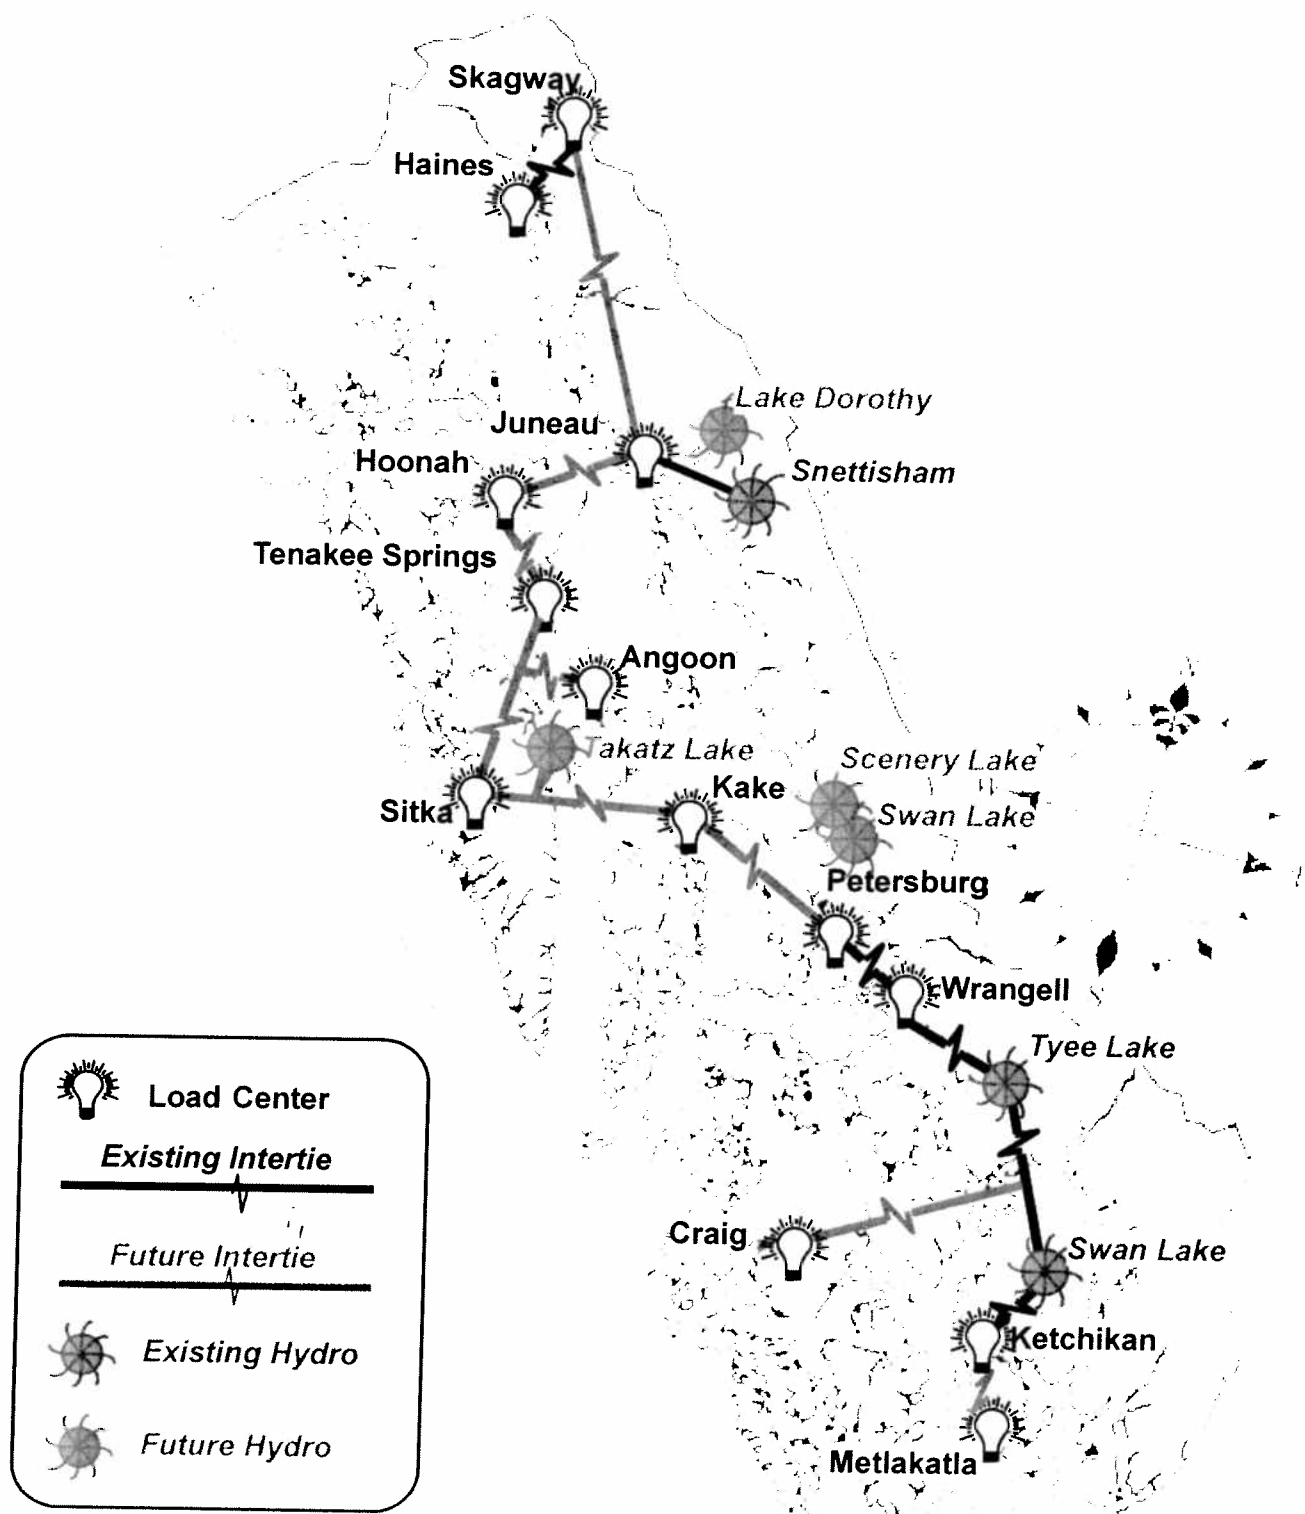 Skagway
Haines
Lake Dorothy
Juneau
Hoonah
Snettisham
Tenakee Springs
Angoon
Takatz Lake
Scenery Lake
Kake
Sitka
Swan Lake
Petersburg
Wrangell
Tyee Lake
Craig
Swan Lake
Ketchikan
Metlakatla
Load Center
Existing Intertie
Future Intertie
Existing Hydro
Future Hydro